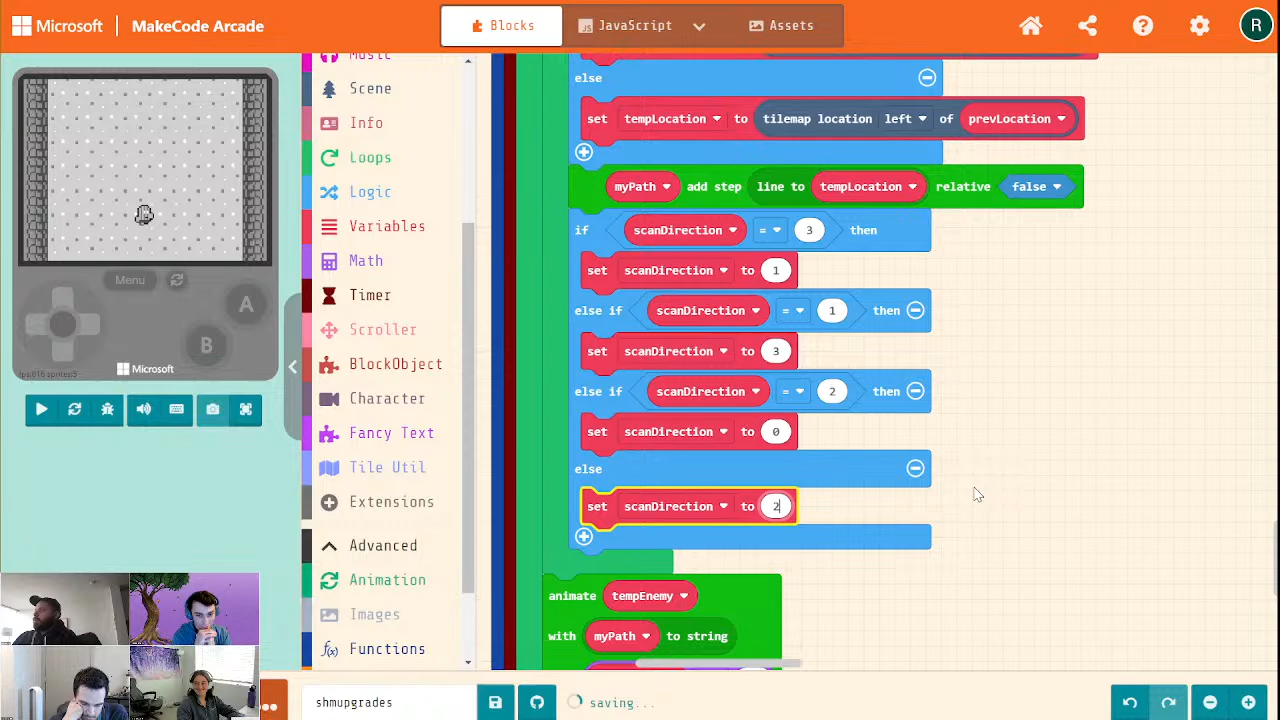 Microsoft MakeCode Arcade Blocks JavaScript Assets R
Music
Scene
Info
Loops
Logic
Variables
Math
Timer
Scroller
BlockObject
Character
Fancy Text
Tile Util
Extensions
Advanced
Animation
Images
Functions
Menu
A
B
Microsoft
else
set tempLocation to tilemap location left of prevLocation
myPath add step line to tempLocation relative false
if scanDirection = 3 then
set scanDirection to 1
else if scanDirection = 1 then
set scanDirection to 3
else if scanDirection = 2 then
set scanDirection to 0
else
set scanDirection to 2
animate tempEnemy
with myPath to string
shmupgrades
saving...